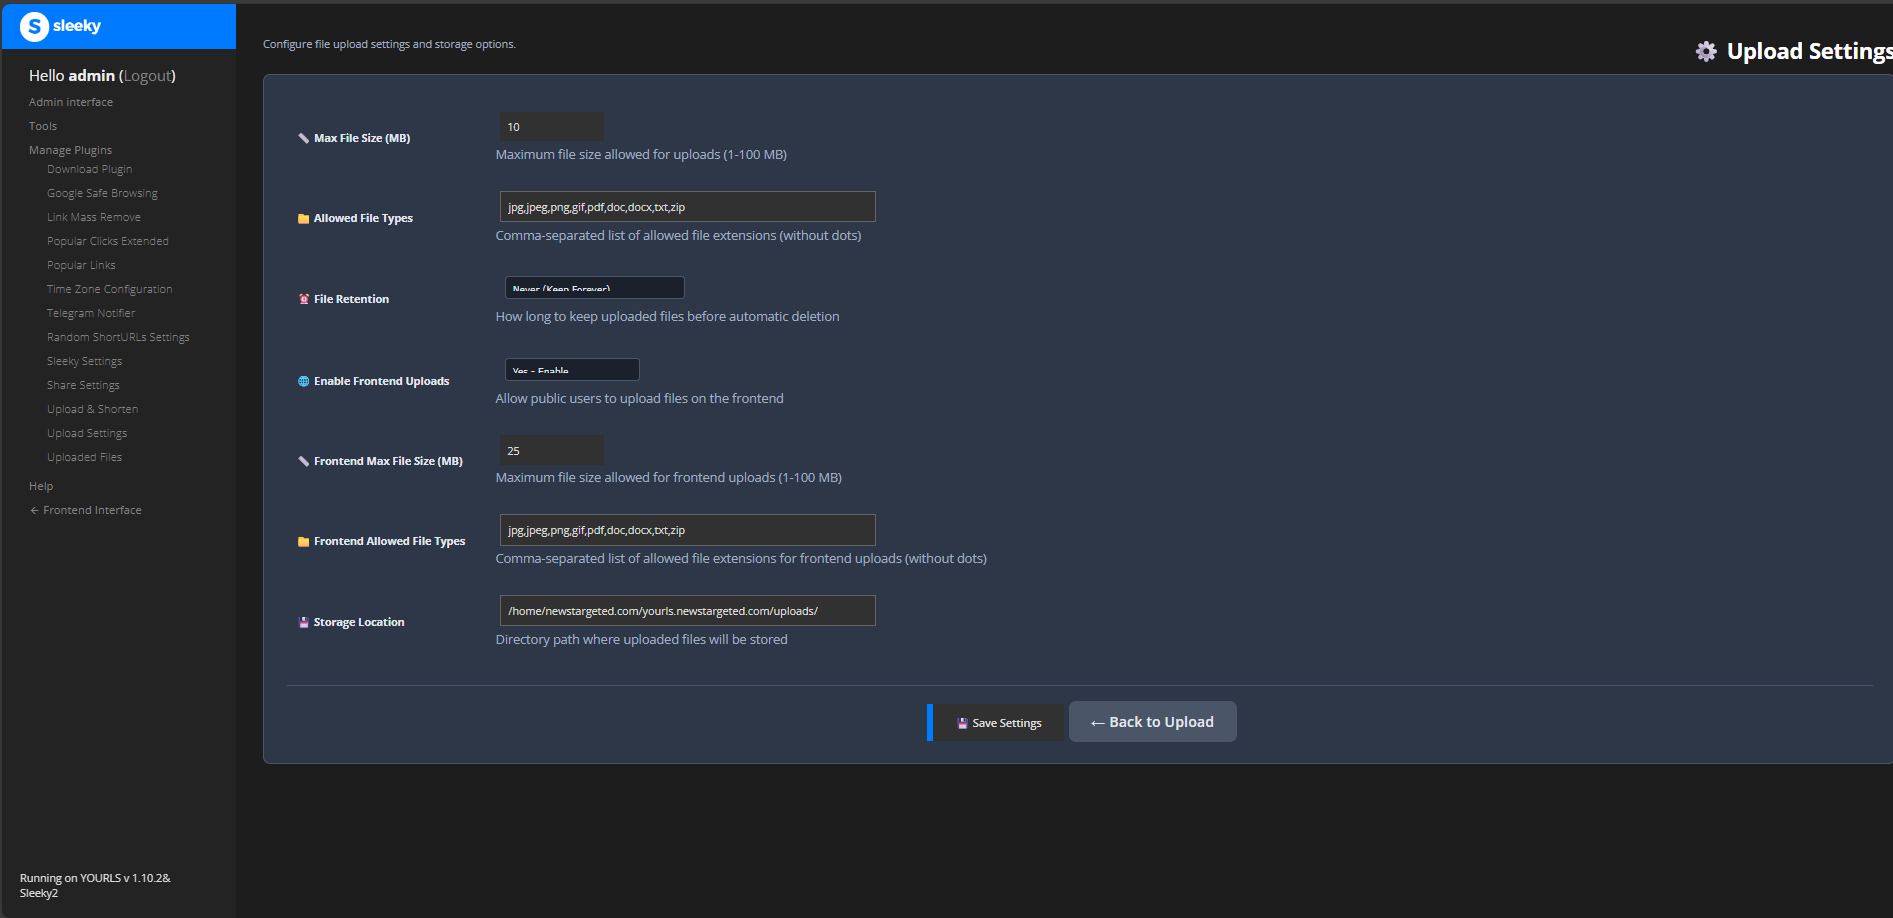 S sleeky
Hello admin (Logout)
Admin interface
Tools
Manage Plugins
Download Plugin
Google Safe Browsing
Link Mass Remove
Popular Clicks Extended
Popular Links
Time Zone Configuration
Telegram Notifier
Random ShortURLs Settings
Sleeky Settings
Share Settings
Upload & Shorten
Upload Settings
Uploaded Files
Help
← Frontend Interface
Running on YOURLS v 1.10.2&
Sleeky2
Configure file upload settings and storage options.
Upload Settings
Max File Size (MB)
10
Maximum file size allowed for uploads (1-100 MB)
Allowed File Types
jpg,jpeg,png,gif,pdf,doc,docx,txt,zip
Comma-separated list of allowed file extensions (without dots)
File Retention
Never (Keep Forever)
How long to keep uploaded files before automatic deletion
Enable Frontend Uploads
Yes - Enable
Allow public users to upload files on the frontend
Frontend Max File Size (MB)
25
Maximum file size allowed for frontend uploads (1-100 MB)
Frontend Allowed File Types
jpg,jpeg,png,gif,pdf,doc,docx,txt,zip
Comma-separated list of allowed file extensions for frontend uploads (without dots)
Storage Location
/home/newstargeted.com/yourls.newstargeted.com/uploads/
Directory path where uploaded files will be stored
Save Settings
← Back to Upload